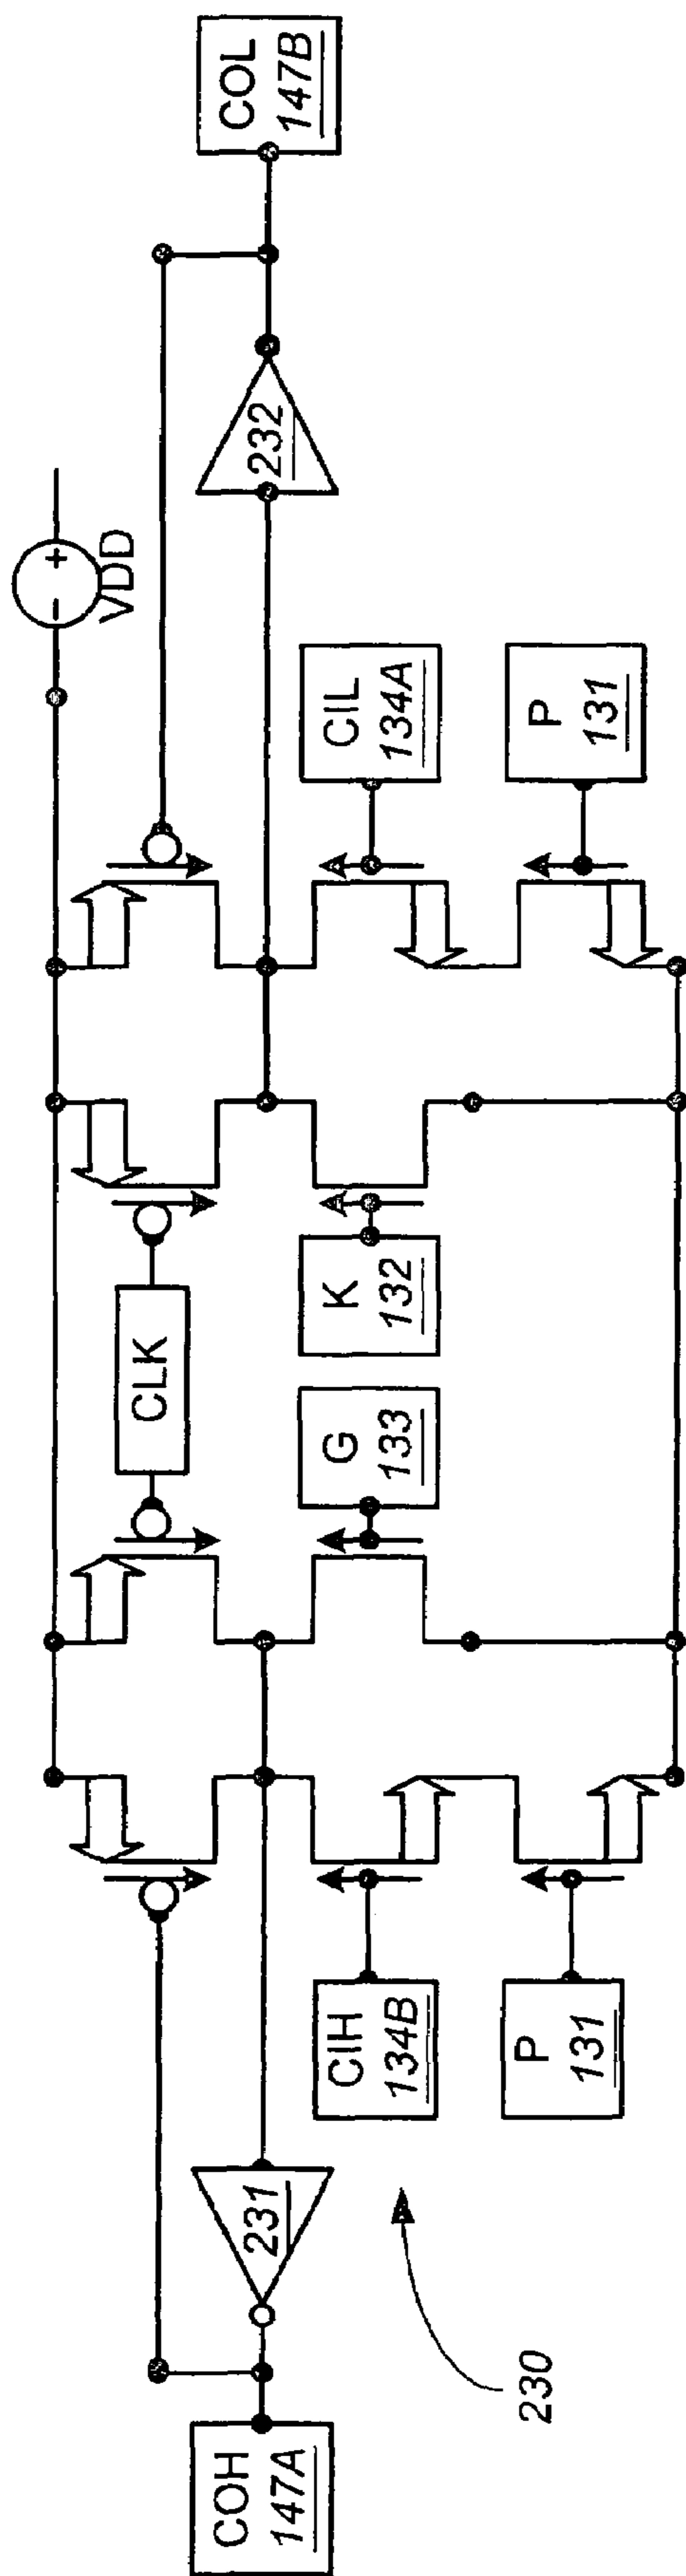 VDD
+
-
COH
147A
231
CIH
134B
P
131
G
133
CLK
K
132
CIL
134A
P
131
232
COL
147B
230